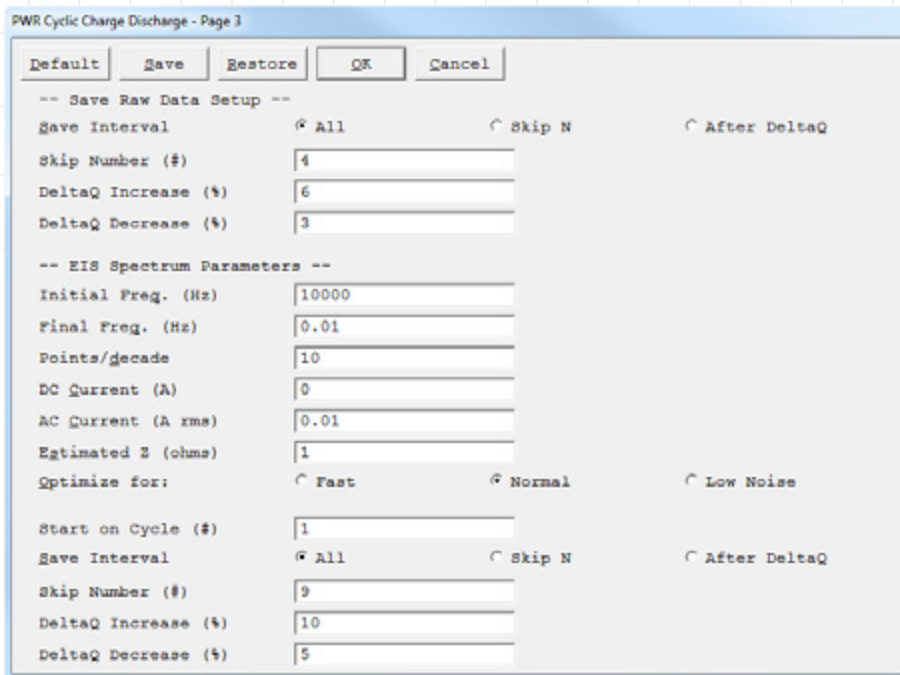 PWR Cyclic Charge Discharge - Page 3
Default Save Restore OK Cancel
-- Save Raw Data Setup --
Save Interval All Skip N After DeltaQ
Skip Number (#) 4
DeltaQ Increase (%) 6
DeltaQ Decrease (%) 3
-- EIS Spectrum Parameters --
Initial Freq. (Hz) 10000
Final Freq. (Hz) 0.01
Points/decade 10
DC Current (A) 0
AC Current (A rms) 0.01
Estimated Z (ohms) 1
Optimize for: Fast Normal Low Noise
Start on Cycle (#) 1
Save Interval All Skip N After DeltaQ
Skip Number (#) 9
DeltaQ Increase (%) 10
DeltaQ Decrease (%) 5